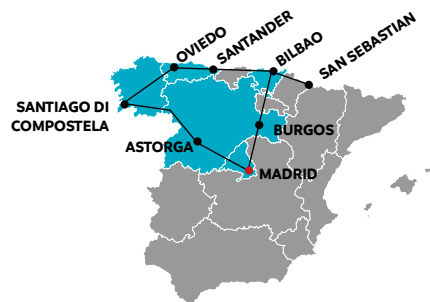 OVIEDO
SANTANDER
BILBAO
SAN SEBASTIAN
SANTIAGO DI
COMPOSTELA
ASTORGA
BURGOS
MADRID